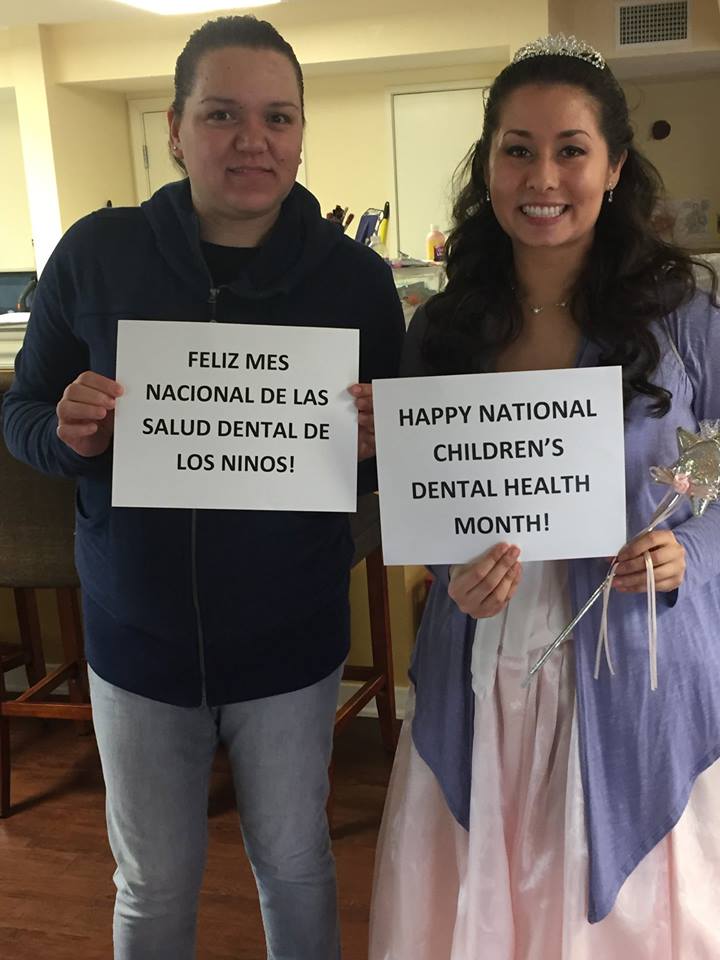 FELIZ MES
NACIONAL DE LAS
SALUD DENTAL DE
LOS NINOS!
HAPPY NATIONAL
CHILDREN'S
DENTAL HEALTH
MONTH!